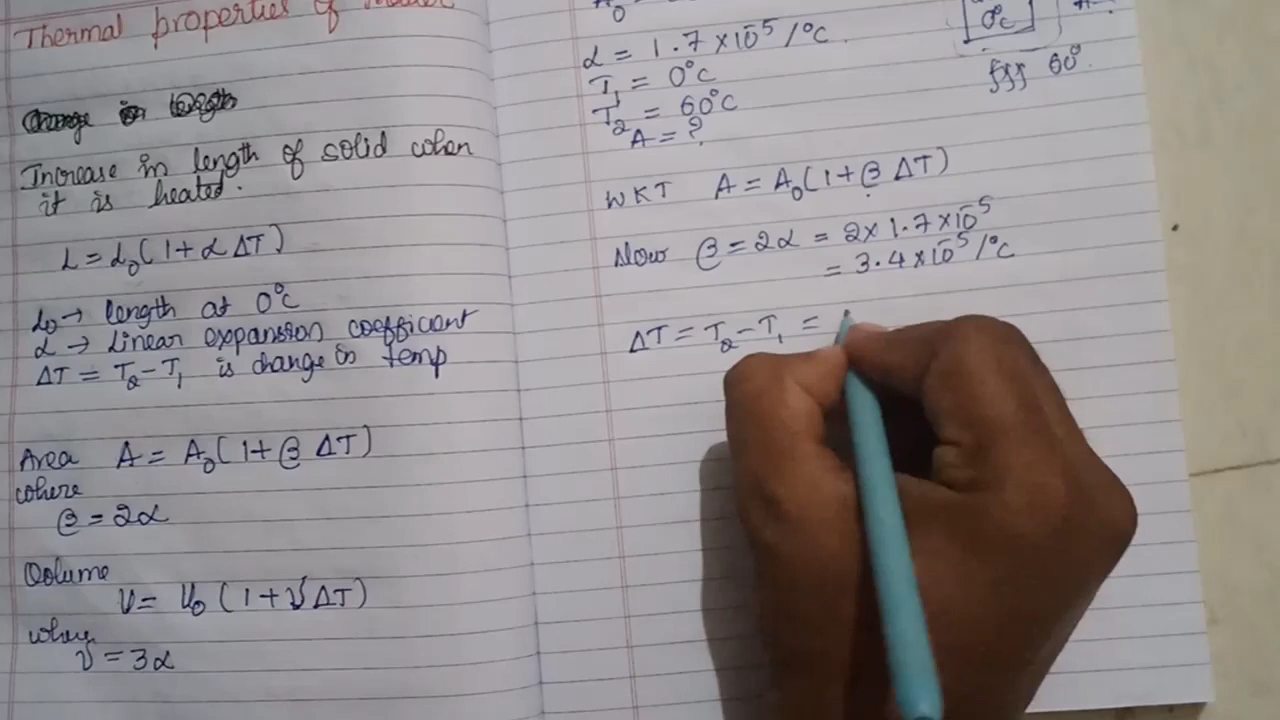 Thermal properties of Matter
Increase in length of solid when
it is heated.
L = L₀(1+ α ΔT)
L₀ → length at 0°C
α → Linear expansion coefficient
ΔT = T₂ - T₁ is change in temp
Area A = A₀(1+ β ΔT)
where
β = 2α
Volume
V = V₀ (1+ γ ΔT)
when
γ = 3α
α = 1.7 × 10⁻⁵ /°C
T₁ = 0°C
T₂ = 60°C
A = ?
WKT A = A₀(1+ β ΔT)
Now β = 2α = 2 × 1.7 × 10⁻⁵
= 3.4 × 10⁻⁵ /°C
ΔT = T₂ - T₁ =
0°C
60°.